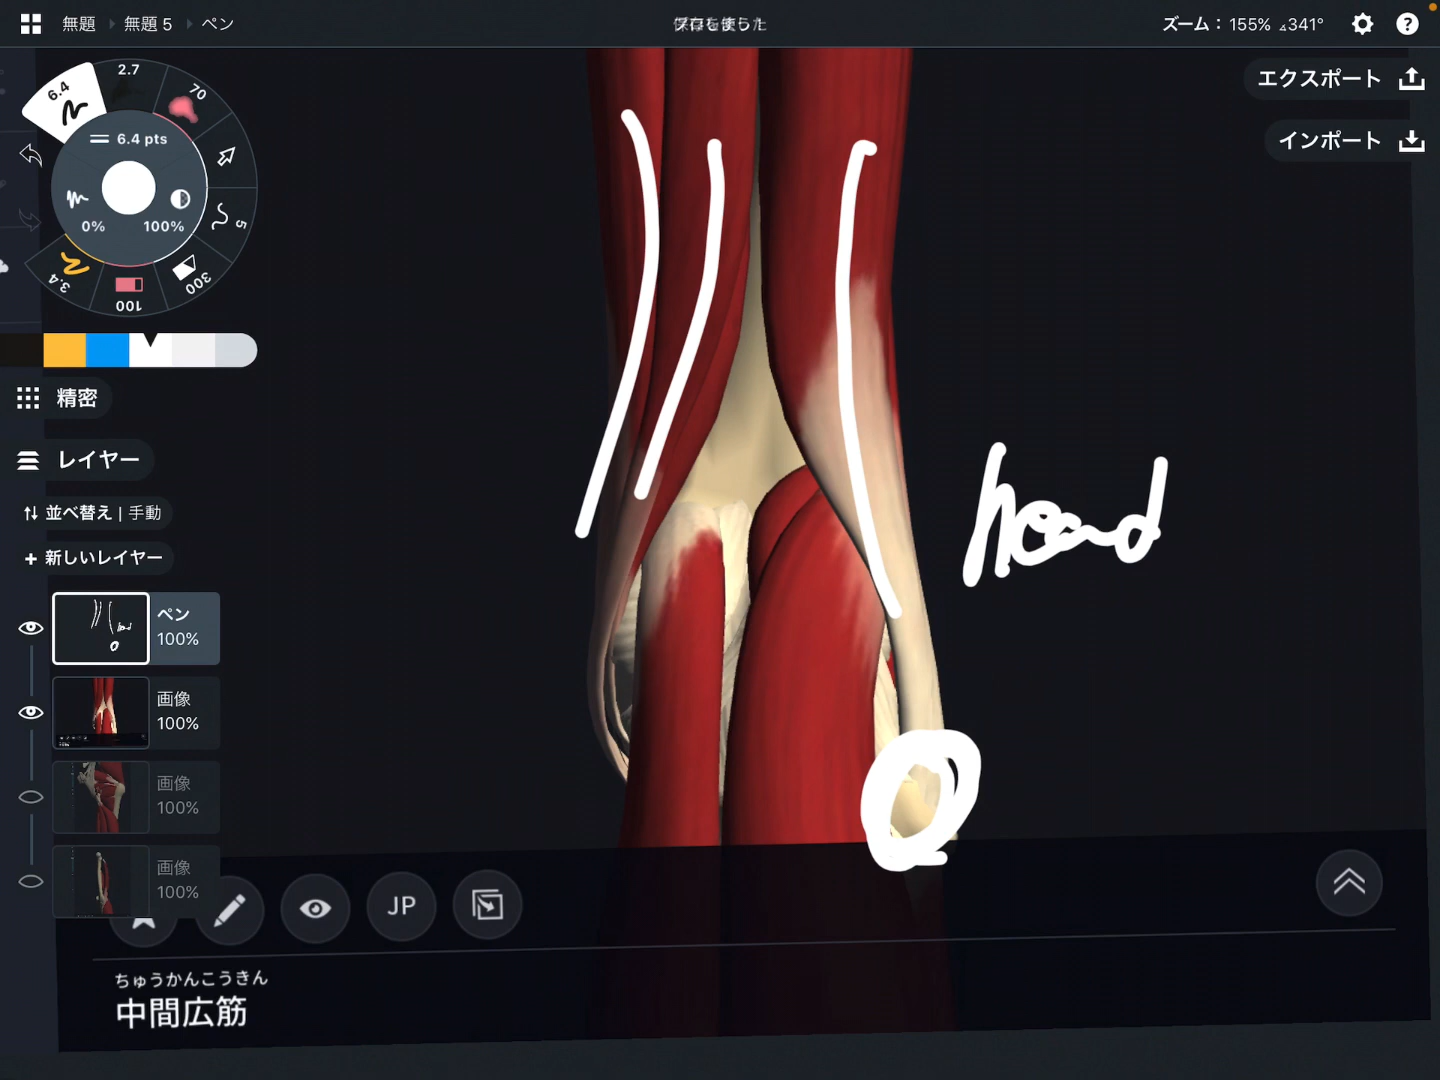 無題 無題 5 ペン
ズーム： 155% ⦟341°
エクスポート
インポート
6.4
2.7
70
6.4 pts
0%
100%
5
300
100
3.4
精密
レイヤー
並べ替え | 手動
+ 新しいレイヤー
ペン
100%
画像
100%
画像
100%
画像
100%
head
JP
ちゅうかんこうきん
中間広筋